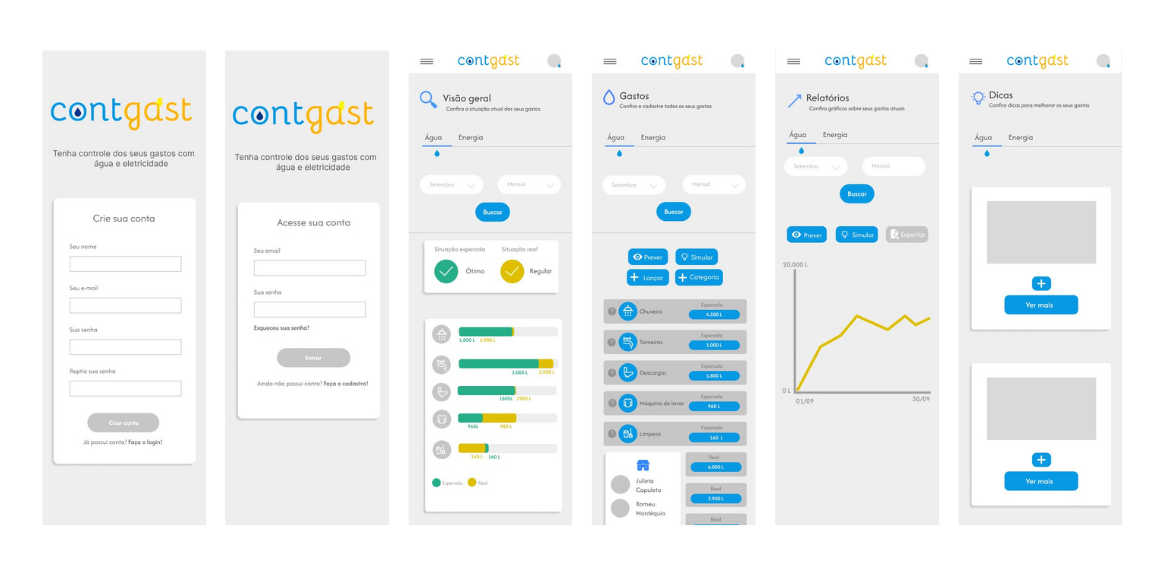 contgast
Tenha controle dos seus gastos com
água e eletricidade
Crie sua conta
Seu nome
Seu e-mail
Sua senha
Reptia sua senha
Criar conta
Já possui conta? Faça o login!
contgast
Tenha controle dos seus gastos com
água e eletricidade
Acesse sua conta
Seu email
Sua senha
Esqueceu sua senha?
Entrar
Ainda não possui conta? Faça o cadastro!
contgast
Visão geral
Confira a situação atual dos seus gastos
Água Energia
Setembro Mensal
Buscar
Situação esperada Situação real
Ótimo Regular
1.800 L 1.900 L
3.000 L 3.900 L
1800L 2000 L
960L 980 L
140 L 160 L
Esperado Real
contgast
Gastos
Confira e cadastre todos os seus gastos
Água Energia
Setembro Mensal
Buscar
Prever Simular
Lançar Categoria
Chuveiro Esperado 4.500 L
Torneiras Esperado 3.000 L
Descargas Esperado 1.800 L
Máquina de lavar Esperado 960 L
Limpeza Esperado 160 L
Julieta
Capuleto
Romeu
Montéquio
Real
6.000 L
Real
3.900 L
Real
contgast
Relatórios
Confira gráficos sobre seus gastos atuais
Água Energia
Setembro Mensal
Buscar
Prever Simular Exportar
20.000 L
0 L
01/09 30/09
contgast
Dicas
Confira dicas para melhorar os seus gastos
Água Energia
Ver mais
Ver mais